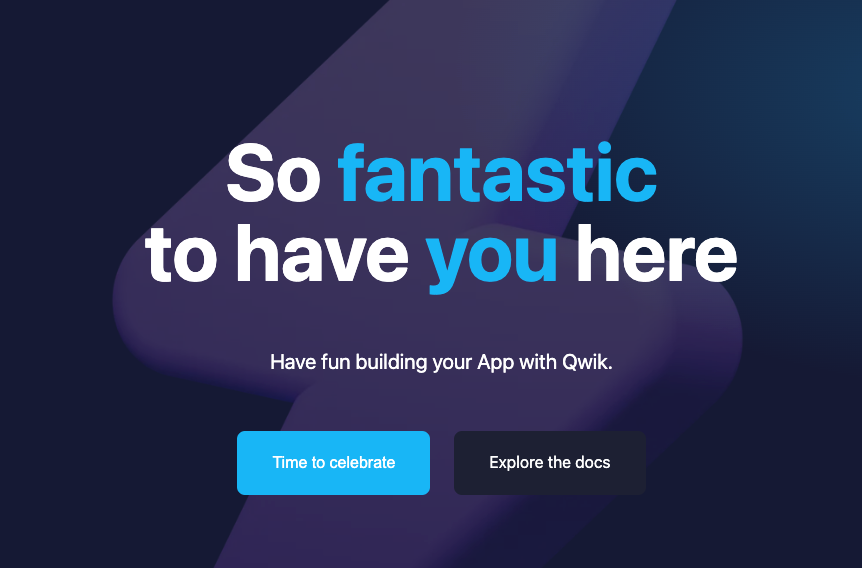 So fantastic
to have you here
Have fun building your App with Qwik.
Time to celebrate
Explore the docs